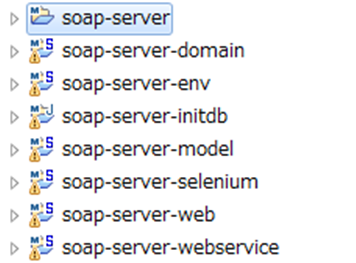 soap-server
soap-server-domain
soap-server-env
soap-server-initdb
soap-server-model
soap-server-selenium
soap-server-web
soap-server-webservice